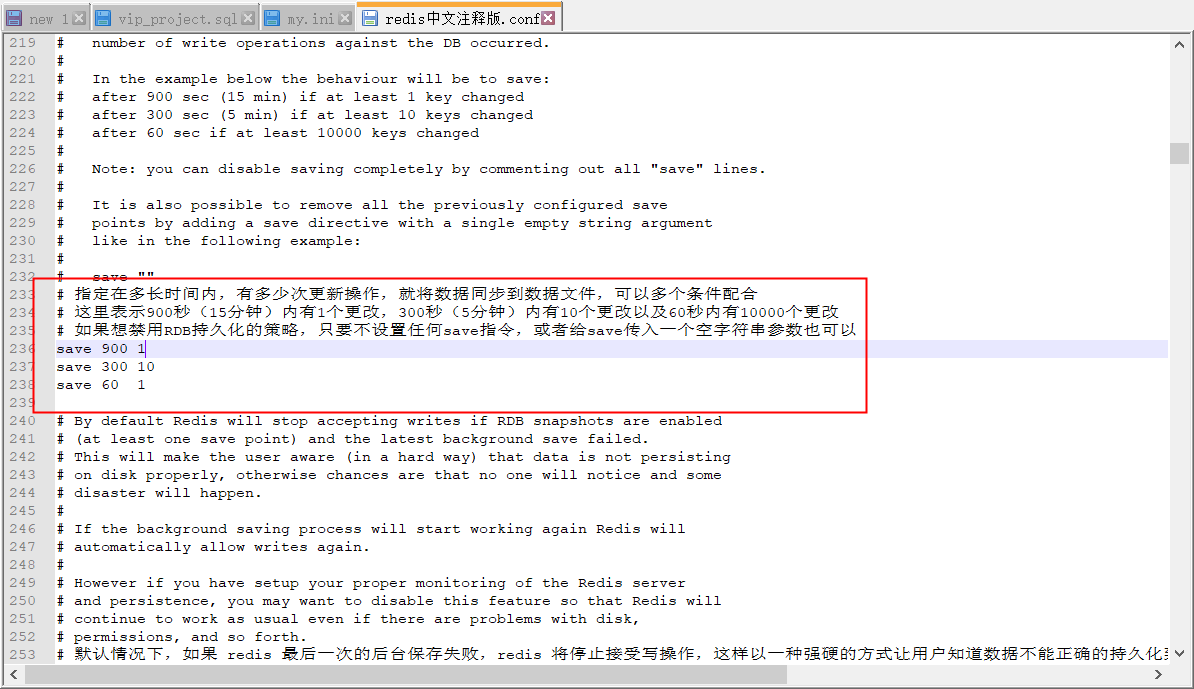 new 1
vip_project.sql
my.ini
redis中文注释版.conf
219 #   number of write operations against the DB occurred.
220 #
221 #   In the example below the behaviour will be to save:
222 #   after 900 sec (15 min) if at least 1 key changed
223 #   after 300 sec (5 min) if at least 10 keys changed
224 #   after 60 sec if at least 10000 keys changed
225 #
226 #   Note: you can disable saving completely by commenting out all "save" lines.
227 #
228 #   It is also possible to remove all the previously configured save
229 #   points by adding a save directive with a single empty string argument
230 #   like in the following example:
231 #
232 #   save ""
233 # 指定在多长时间内，有多少次更新操作，就将数据同步到数据文件，可以多个条件配合
234 # 这里表示900秒（15分钟）内有1个更改，300秒（5分钟）内有10个更改以及60秒内有10000个更改
235 # 如果想禁用RDB持久化的策略，只要不设置任何save指令，或者给save传入一个空字符串参数也可以
236 save 900 1
237 save 300 10
238 save 60  1
239
240 # By default Redis will stop accepting writes if RDB snapshots are enabled
241 # (at least one save point) and the latest background save failed.
242 # This will make the user aware (in a hard way) that data is not persisting
243 # on disk properly, otherwise chances are that no one will notice and some
244 # disaster will happen.
245 #
246 # If the background saving process will start working again Redis will
247 # automatically allow writes again.
248 #
249 # However if you have setup your proper monitoring of the Redis server
250 # and persistence, you may want to disable this feature so that Redis will
251 # continue to work as usual even if there are problems with disk,
252 # permissions, and so forth.
253 # 默认情况下，如果 redis 最后一次的后台保存失败，redis 将停止接受写操作，这样以一种强硬的方式让用户知道数据不能正确的持久化